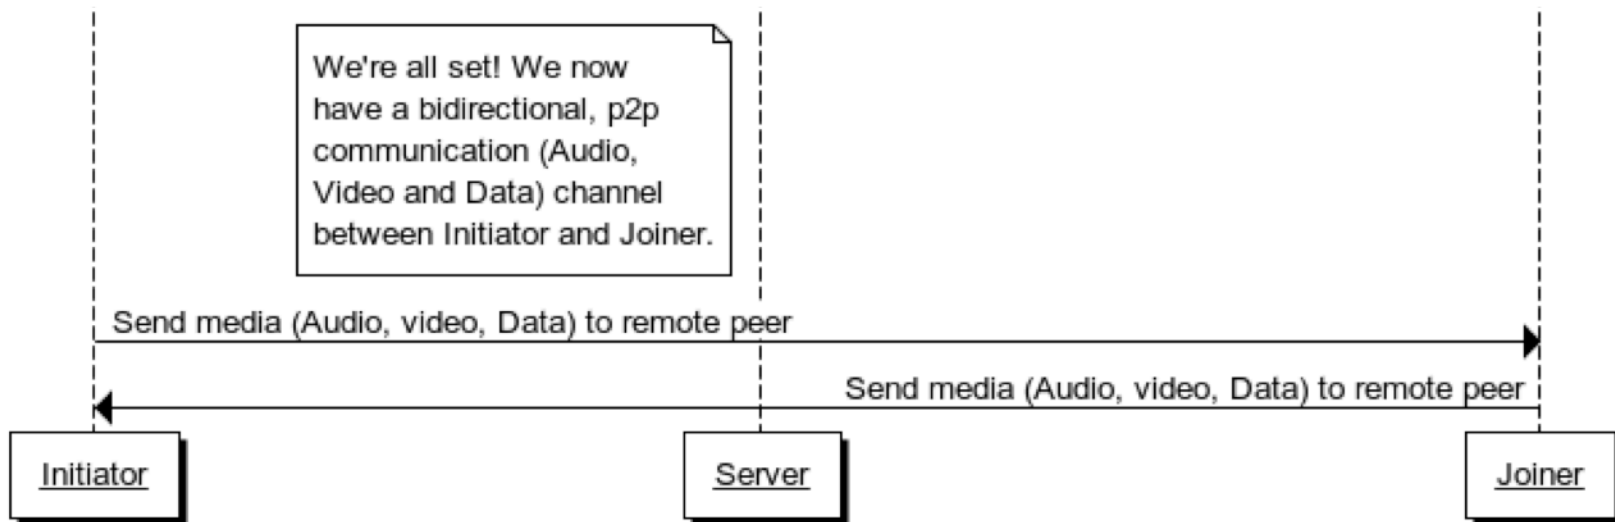 We're all set! We now
have a bidirectional, p2p
communication (Audio,
Video and Data) channel
between Initiator and Joiner.
Send media (Audio, video, Data) to remote peer
Send media (Audio, video, Data) to remote peer
Initiator
Server
Joiner